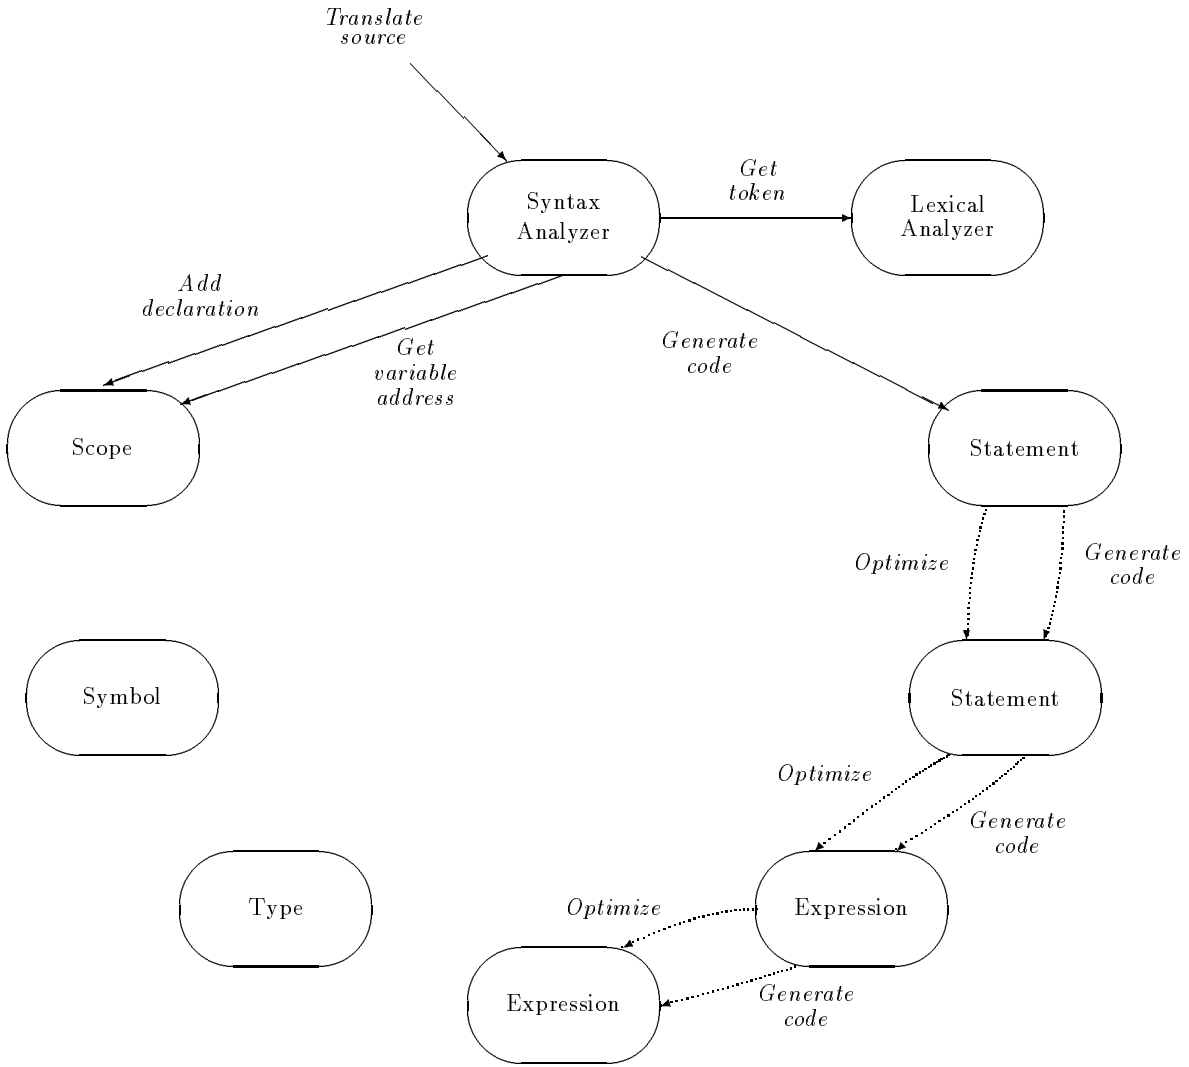 Translate
source
Get
token
Syntax
Analyzer
Lexical
Analyzer
Add
declaration
Get
variable
address
Generate
code
Scope
Statement
Optimize
Generate
code
Symbol
Statement
Optimize
Generate
code
Type
Optimize
Expression
Expression
Generate
code